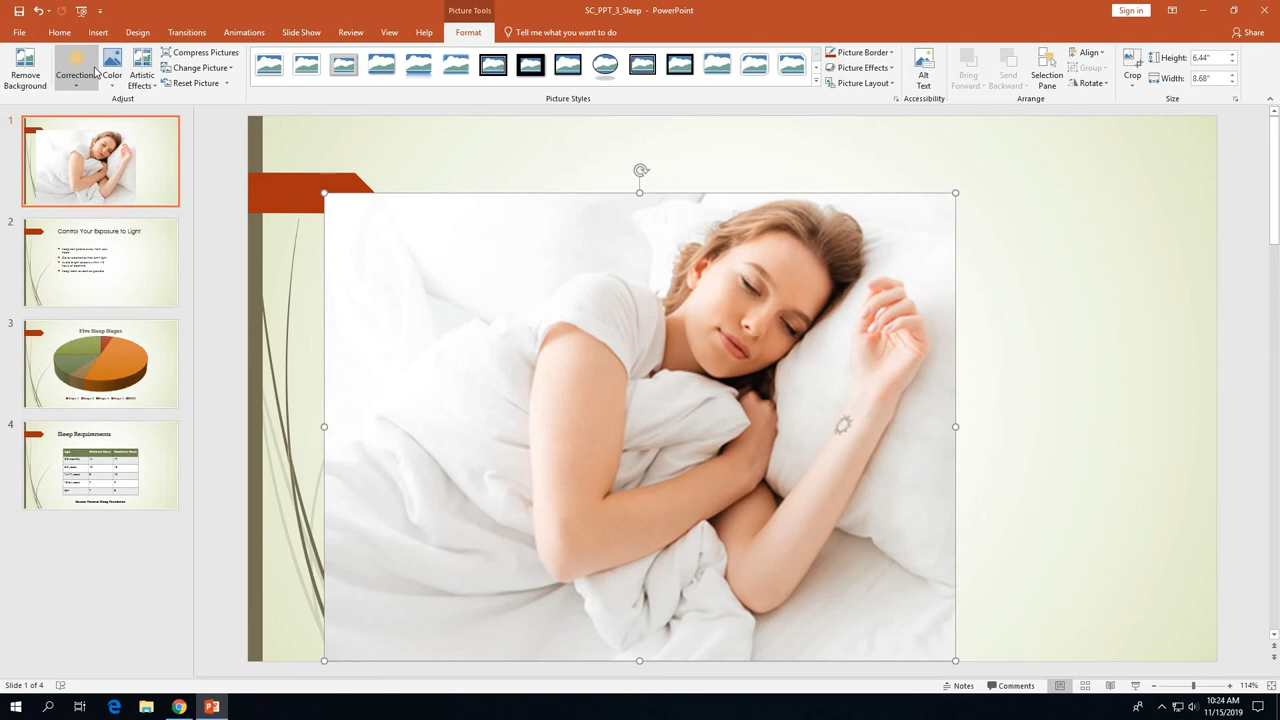 Picture Tools
SC_PPT_3_Sleep - PowerPoint
Sign in
File Home Insert Design Transitions Animations Slide Show Review View Help Format Tell me what you want to do Share
Remove Background
Corrections
Color
Artistic Effects
Compress Pictures
Change Picture
Reset Picture
Adjust
Picture Styles
Picture Border
Picture Effects
Picture Layout
Alt Text
Accessibility
Bring Forward
Send Backward
Selection Pane
Align
Group
Rotate
Arrange
Crop
Height: 6.44"
Width: 8.68"
Size
1
2
Control Your Exposure to Light
3
Five Sleep Stages
4
Sleep Requirements
Slide 1 of 4
Notes
Comments
114%
10:24 AM
11/15/2019